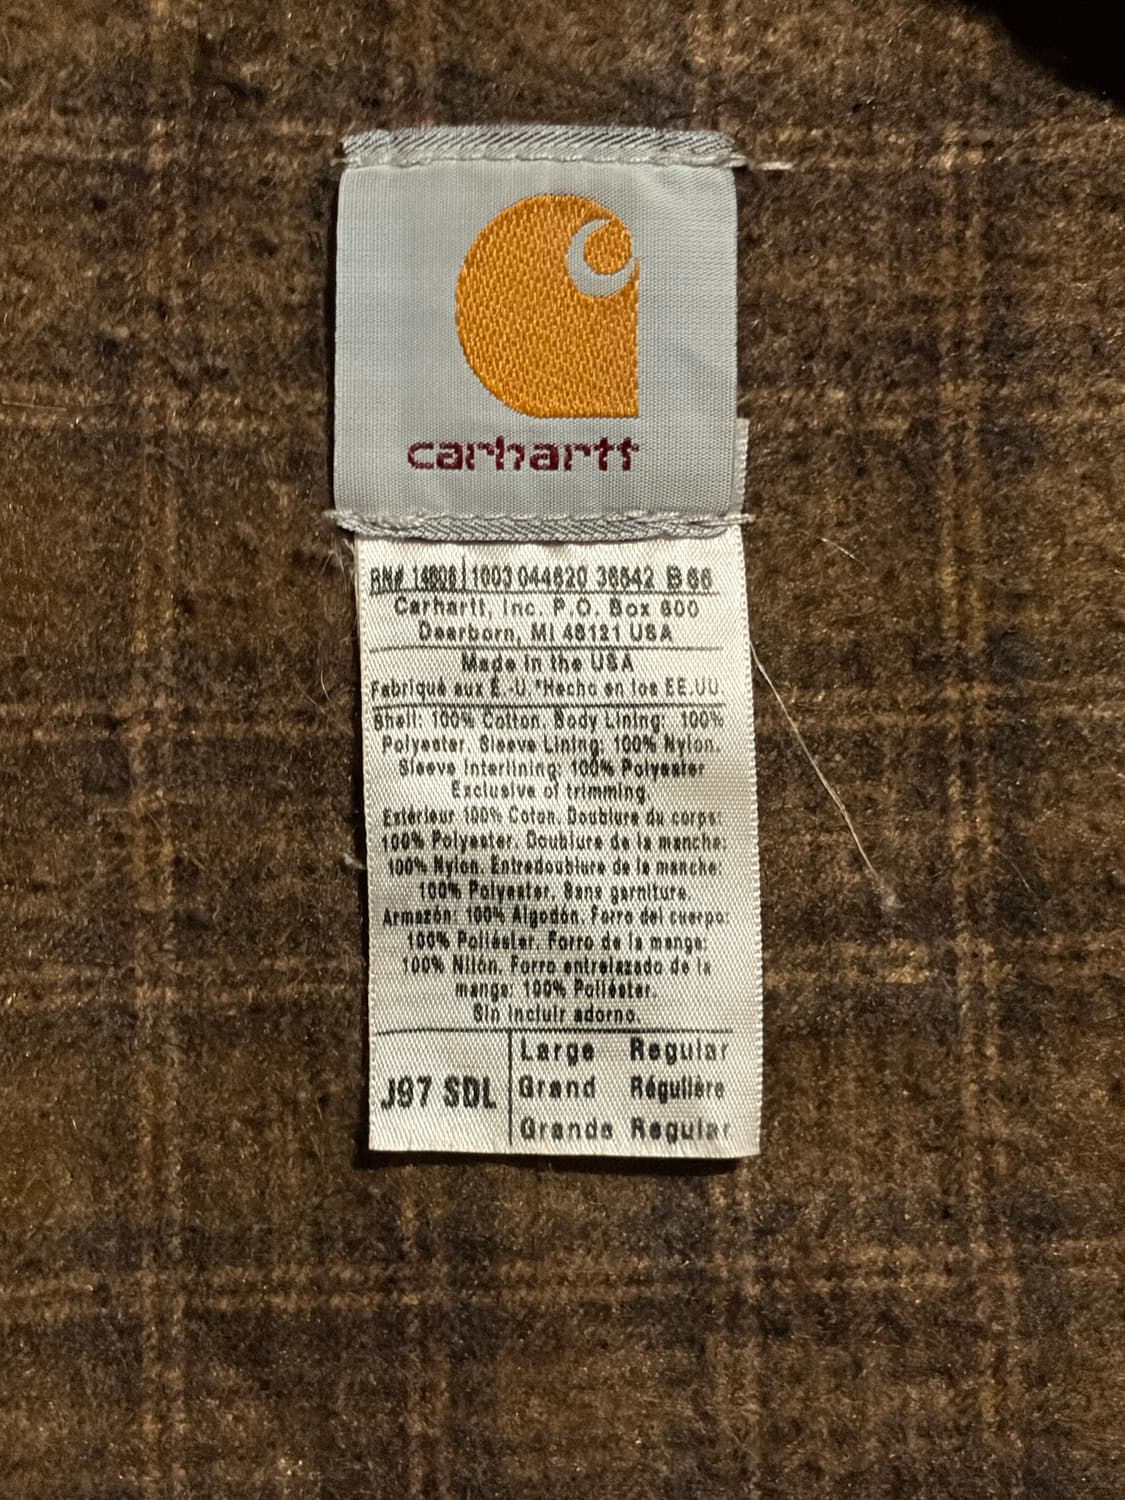 carhartt
RN# 14806 1003 044620 36542 B66
Carhartt, Inc. P.O. Box 600
Dearborn, MI 48121 USA
Made in the USA
Fabriqué aux É.-U.*Hecho en los EE.UU.
Shell: 100% Cotton. Body Lining: 100%
Polyester. Sleeve Lining: 100% Nylon.
Sleeve Interlining: 100% Polyester
Exclusive of trimming.
Extérieur 100% Coton. Doublure du corps:
100% Polyester. Doublure de la manche:
100% Nylon. Entredoublure de la manche:
100% Polyester. Sans garniture.
Armazón: 100% Algodón. Forro del cuerpo:
100% Poliéster. Forro de la manga:
100% Nilón. Forro entrelazado de la
manga: 100% Poliéster.
Sin incluir adorno.
J97 SDL
Large Regular
Grand Régulière
Grande Regular